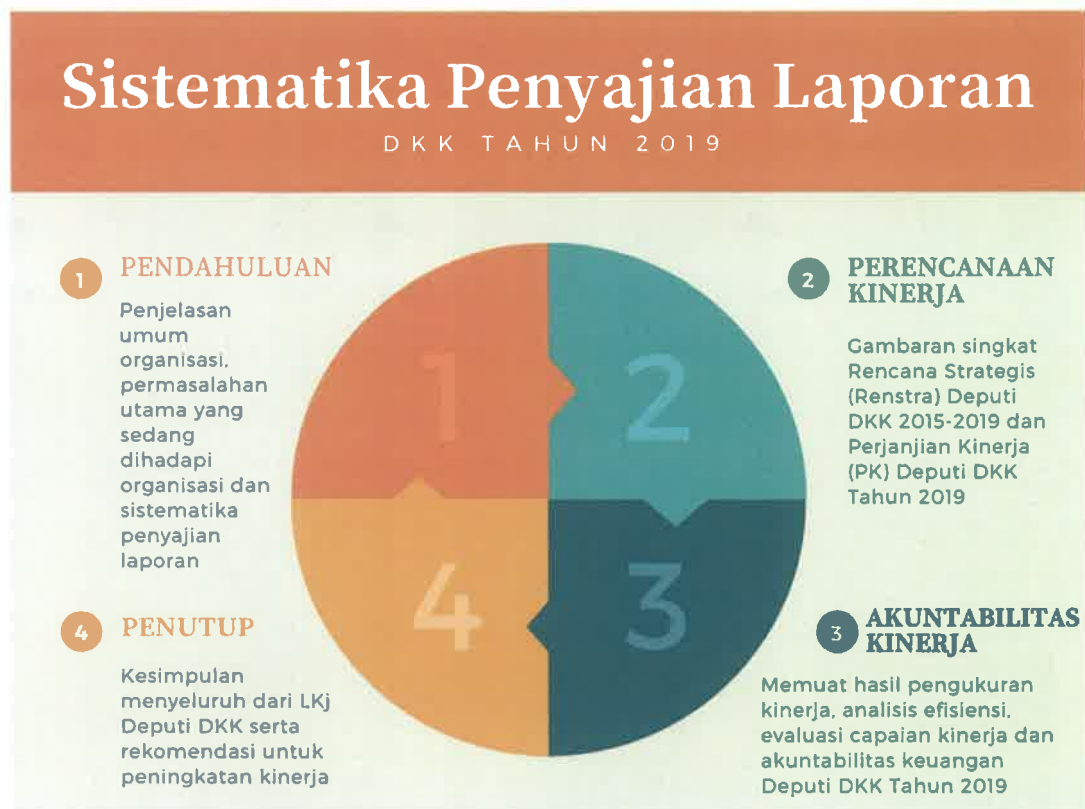 Sistematika Penyajian Laporan
DKK TAHUN 2019
1
PENDAHULUAN
Penjelasan
umum
organisasi,
permasalahan
utama yang
sedang
dihadapi
organisasi dan
sistematika
penyajian
laporan
2
PERENCANAAN
KINERJA
Gambaran singkat
Rencana Strategis
(Renstra) Deputi
DKK 2015-2019 dan
Perjanjian Kinerja
(PK) Deputi DKK
Tahun 2019
1
2
4
3
3
AKUNTABILITAS
KINERJA
Memuat hasil pengukuran
kinerja, analisis efisiensi,
evaluasi capaian kinerja dan
akuntabilitas keuangan
Deputi DKK Tahun 2019
4
PENUTUP
Kesimpulan
menyeluruh dari LKj
Deputi DKK serta
rekomendasi untuk
peningkatan kinerja